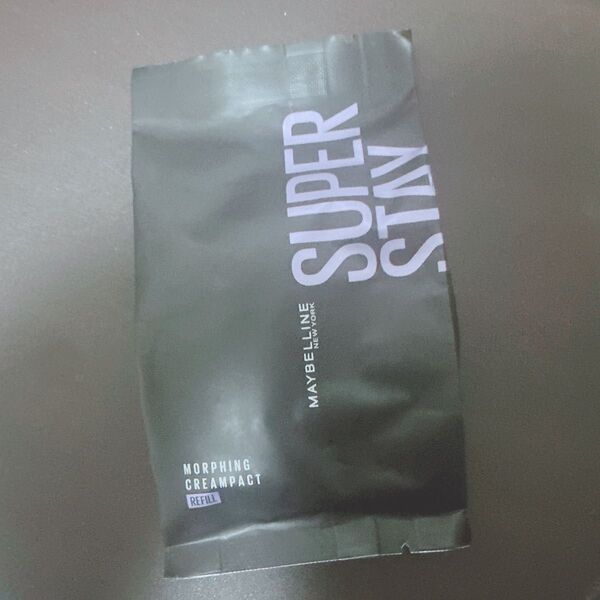 SUPER
STAY
MAYBELLINE
NEW YORK
MORPHING
CREAMPACT
REFILL